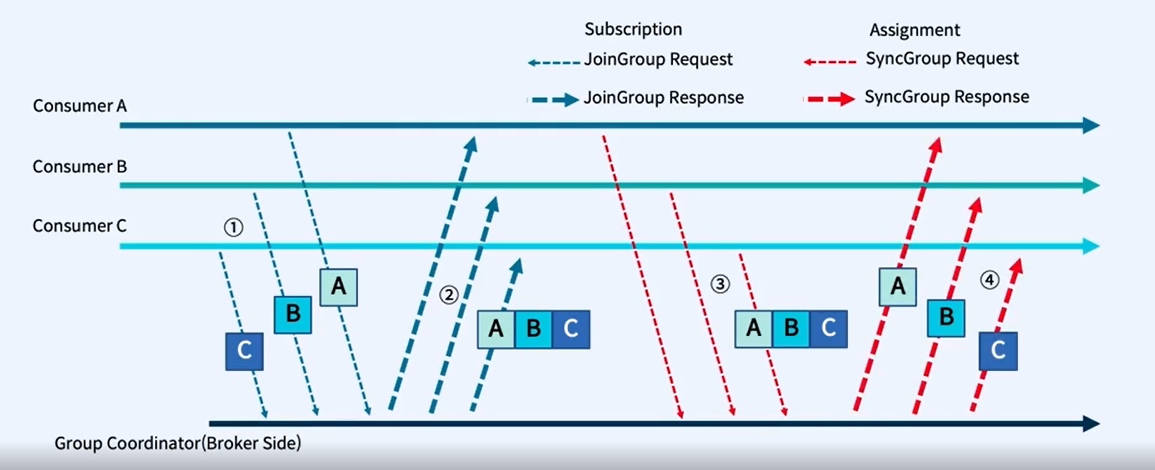 Subscription
Assignment
JoinGroup Request
SyncGroup Request
JoinGroup Response
SyncGroup Response
Consumer A
Consumer B
Consumer C
①
A
B
C
②
A B C
③
A B C
④
A
B
C
Group Coordinator(Broker Side)